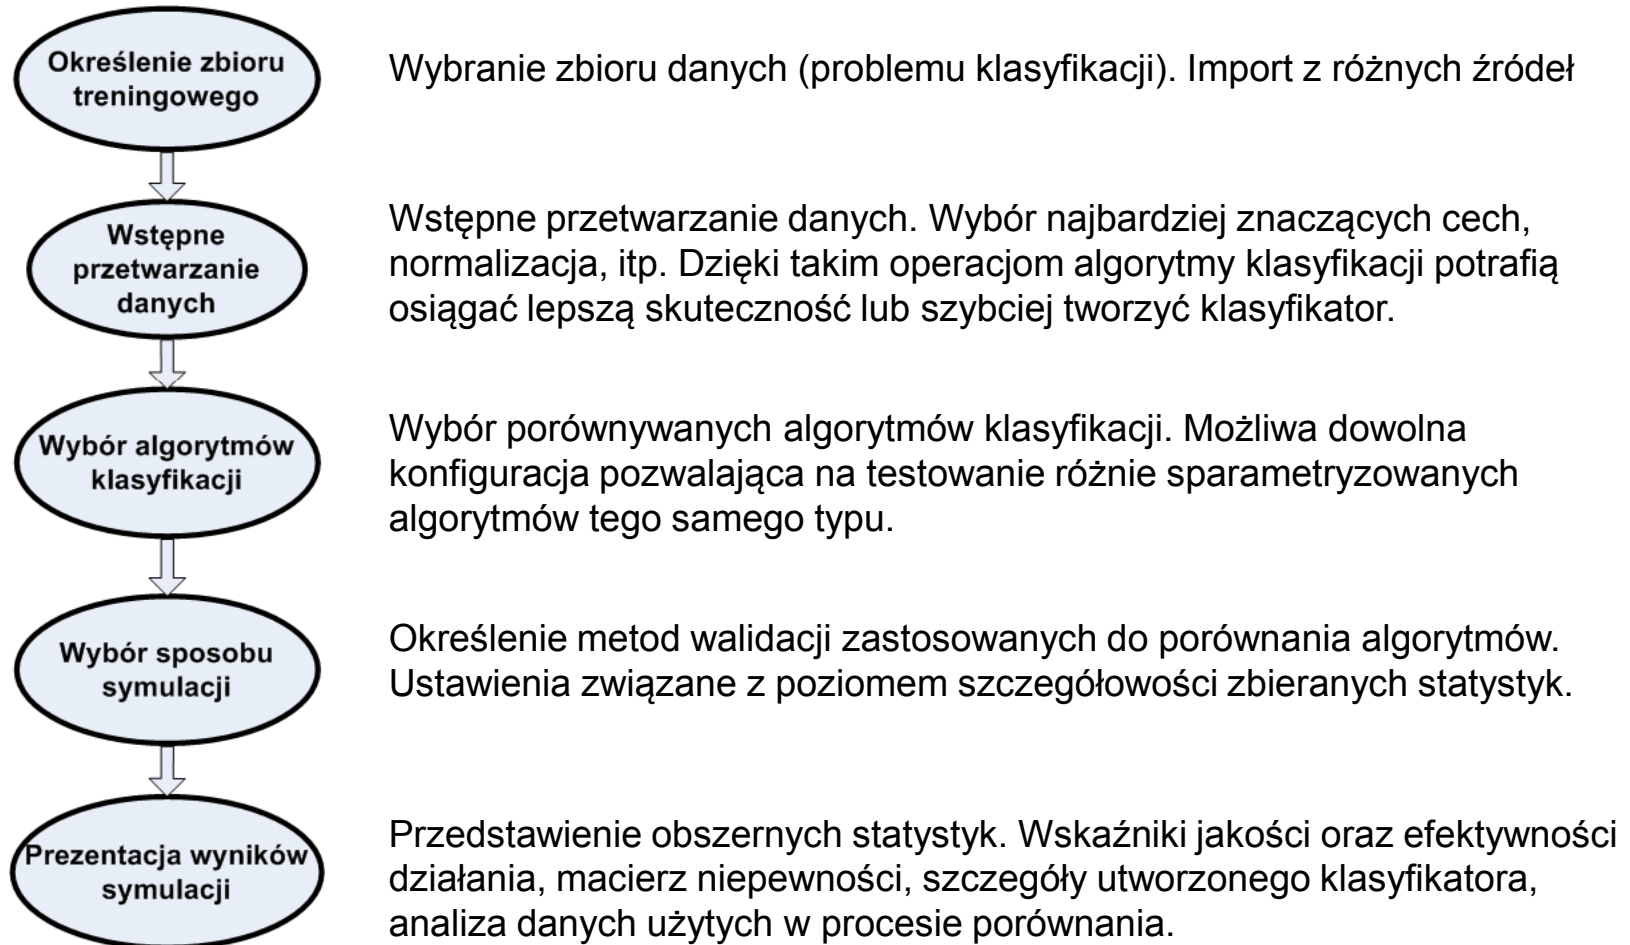 Określenie zbioru
treningowego
Wybranie zbioru danych (problemu klasyfikacji). Import z różnych źródeł
Wstępne
przetwarzanie
danych
Wstępne przetwarzanie danych. Wybór najbardziej znaczących cech,
normalizacja, itp. Dzięki takim operacjom algorytmy klasyfikacji potrafią
osiągać lepszą skuteczność lub szybciej tworzyć klasyfikator.
Wybór algorytmów
klasyfikacji
Wybór porównywanych algorytmów klasyfikacji. Możliwa dowolna
konfiguracja pozwalająca na testowanie różnie sparametryzowanych
algorytmów tego samego typu.
Wybór sposobu
symulacji
Określenie metod walidacji zastosowanych do porównania algorytmów.
Ustawienia związane z poziomem szczegółowości zbieranych statystyk.
Prezentacja wyników
symulacji
Przedstawienie obszernych statystyk. Wskaźniki jakości oraz efektywności
działania, macierz niepewności, szczegóły utworzonego klasyfikatora,
analiza danych użytych w procesie porównania.